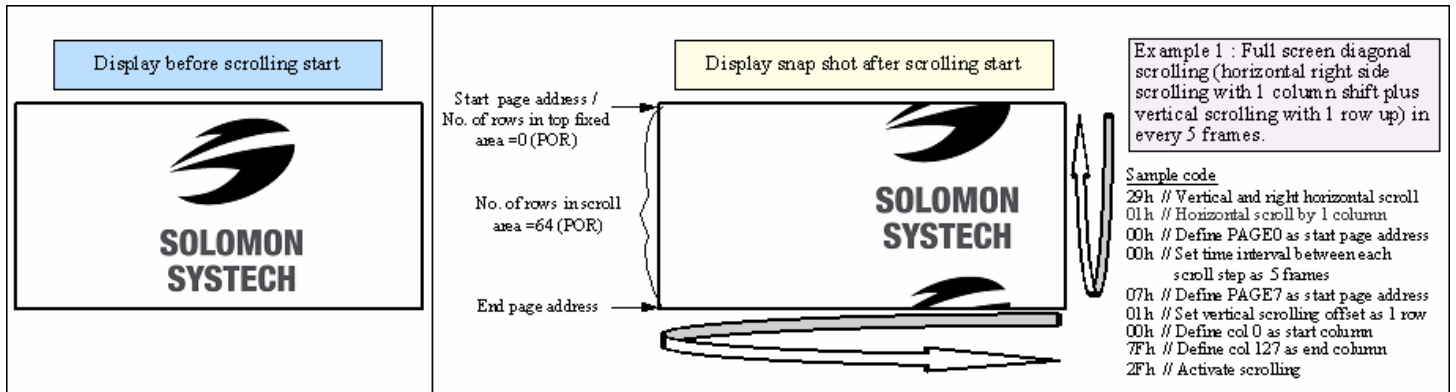 Display before scrolling start
SOLOMON
SYSTECH
Display snap shot after scrolling start
Start page address /
No. of rows in top fixed
area =0 (POR)
No. of rows in scroll
area =64 (POR)
End page address
SOLOMON
SYSTECH
Example 1 : Full screen diagonal
scrolling (horizontal right side
scrolling with 1 column shift plus
vertical scrolling with 1 row up) in
every 5 frames.
Sample code
29h // Vertical and right horizontal scroll
01h // Horizontal scroll by 1 column
00h // Define PAGE0 as start page address
00h // Set time interval between each
scroll step as 5 frames
07h // Define PAGE7 as start page address
01h // Set vertical scrolling offset as 1 row
00h // Define col 0 as start column
7Fh // Define col 127 as end column
2Fh // Activate scrolling